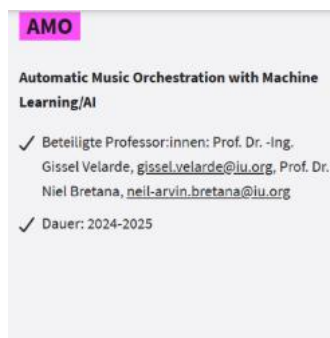 AMO
Automatic Music Orchestration with Machine
Learning/AI
Beteiligte Professor:innen: Prof. Dr. -Ing.
Gissel Velarde, gissel.velarde@iu.org, Prof. Dr.
Niel Bretana, neil-arvin.bretana@iu.org
Dauer: 2024-2025